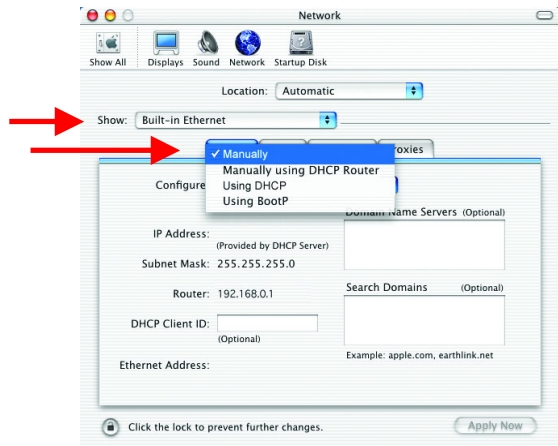 Network
Show All Displays Sound Network Startup Disk
Location: Automatic
Show: Built-in Ethernet
✓ Manually
Manually using DHCP Router
Using DHCP
Using BootP
Configure
Domain Name Servers (Optional)
IP Address:
(Provided by DHCP Server)
Subnet Mask: 255.255.255.0
Router: 192.168.0.1
Search Domains (Optional)
DHCP Client ID:
(Optional)
Example: apple.com, earthlink.net
Ethernet Address:
Click the lock to prevent further changes.
Apply Now